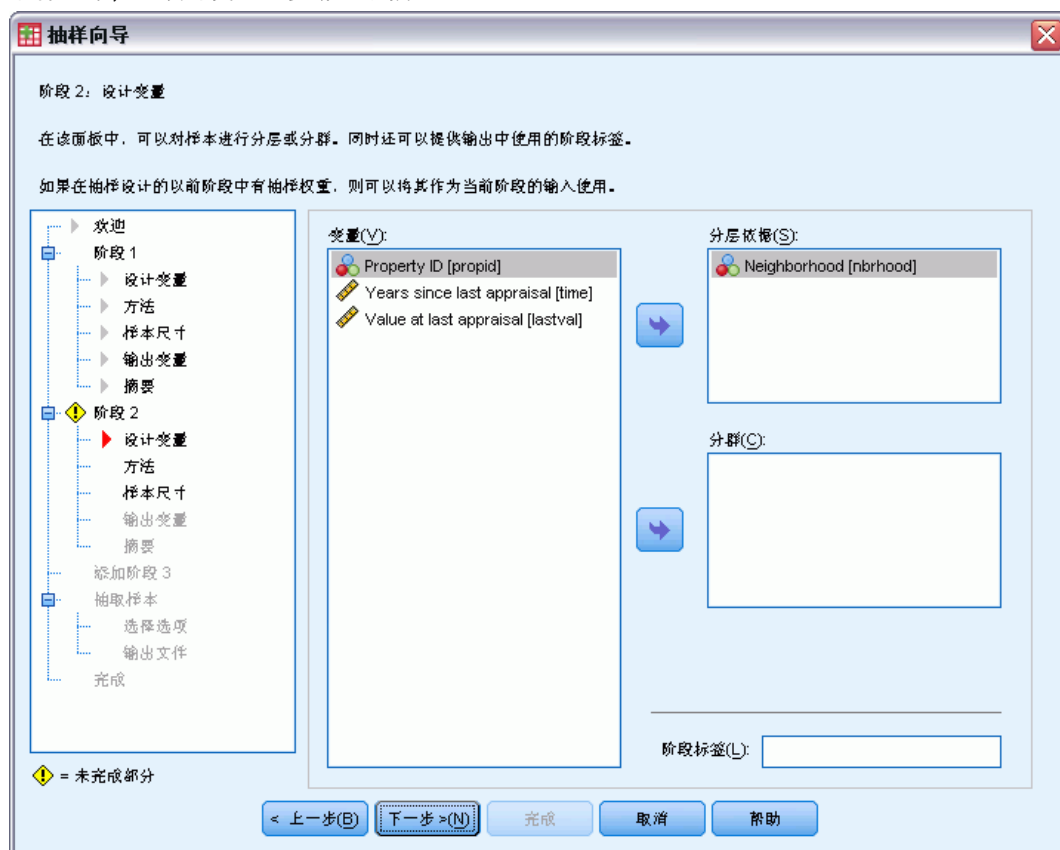 抽样向导
阶段 2：设计变量
在该面板中，可以对样本进行分层或分群。同时还可以提供输出中使用的阶段标签。
如果在抽样设计的以前阶段中有抽样权重，则可以将其作为当前阶段的输入使用。
欢迎
阶段 1
设计变量
方法
样本尺寸
输出变量
摘要
阶段 2
设计变量
方法
样本尺寸
输出变量
摘要
添加阶段 3
抽取样本
选择选项
输出文件
完成
= 未完成部分
变量(V):
Property ID [propid]
Years since last appraisal [time]
Value at last appraisal [lastval]
分层依据(S):
Neighborhood [nbrhood]
分群(C):
阶段标签(L):
< 上一步(B)
下一步 >(N)
完成
取消
帮助